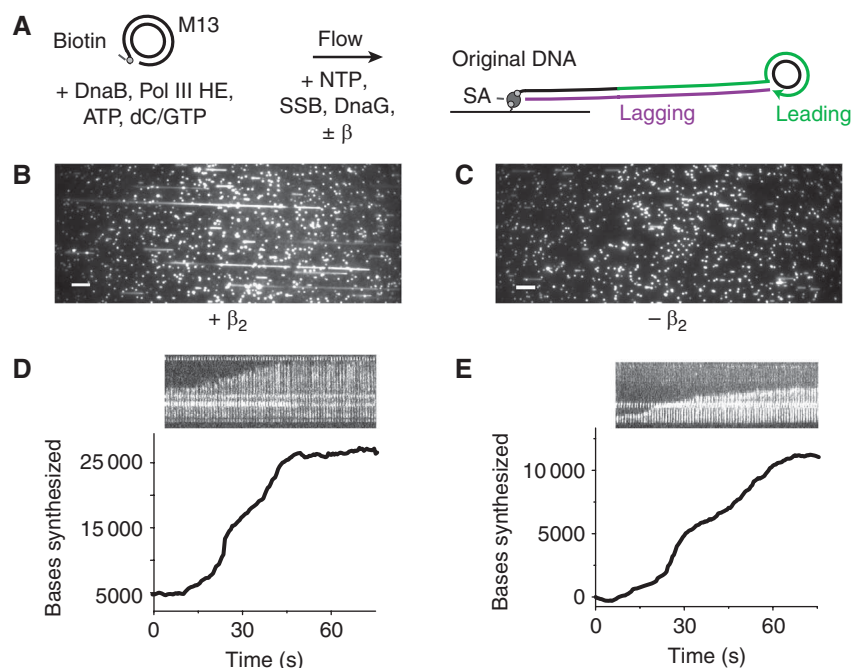 A
Biotin
M13
+ DnaB, Pol III HE,
ATP, dC/GTP
Flow
+ NTP,
SSB, DnaG,
± β
Original DNA
SA
Lagging
Leading
B
+ β₂
C
− β₂
D
Bases synthesized
25 000
15 000
5000
0
30
60
Time (s)
E
Bases synthesized
10 000
5000
0
0
30
60
Time (s)